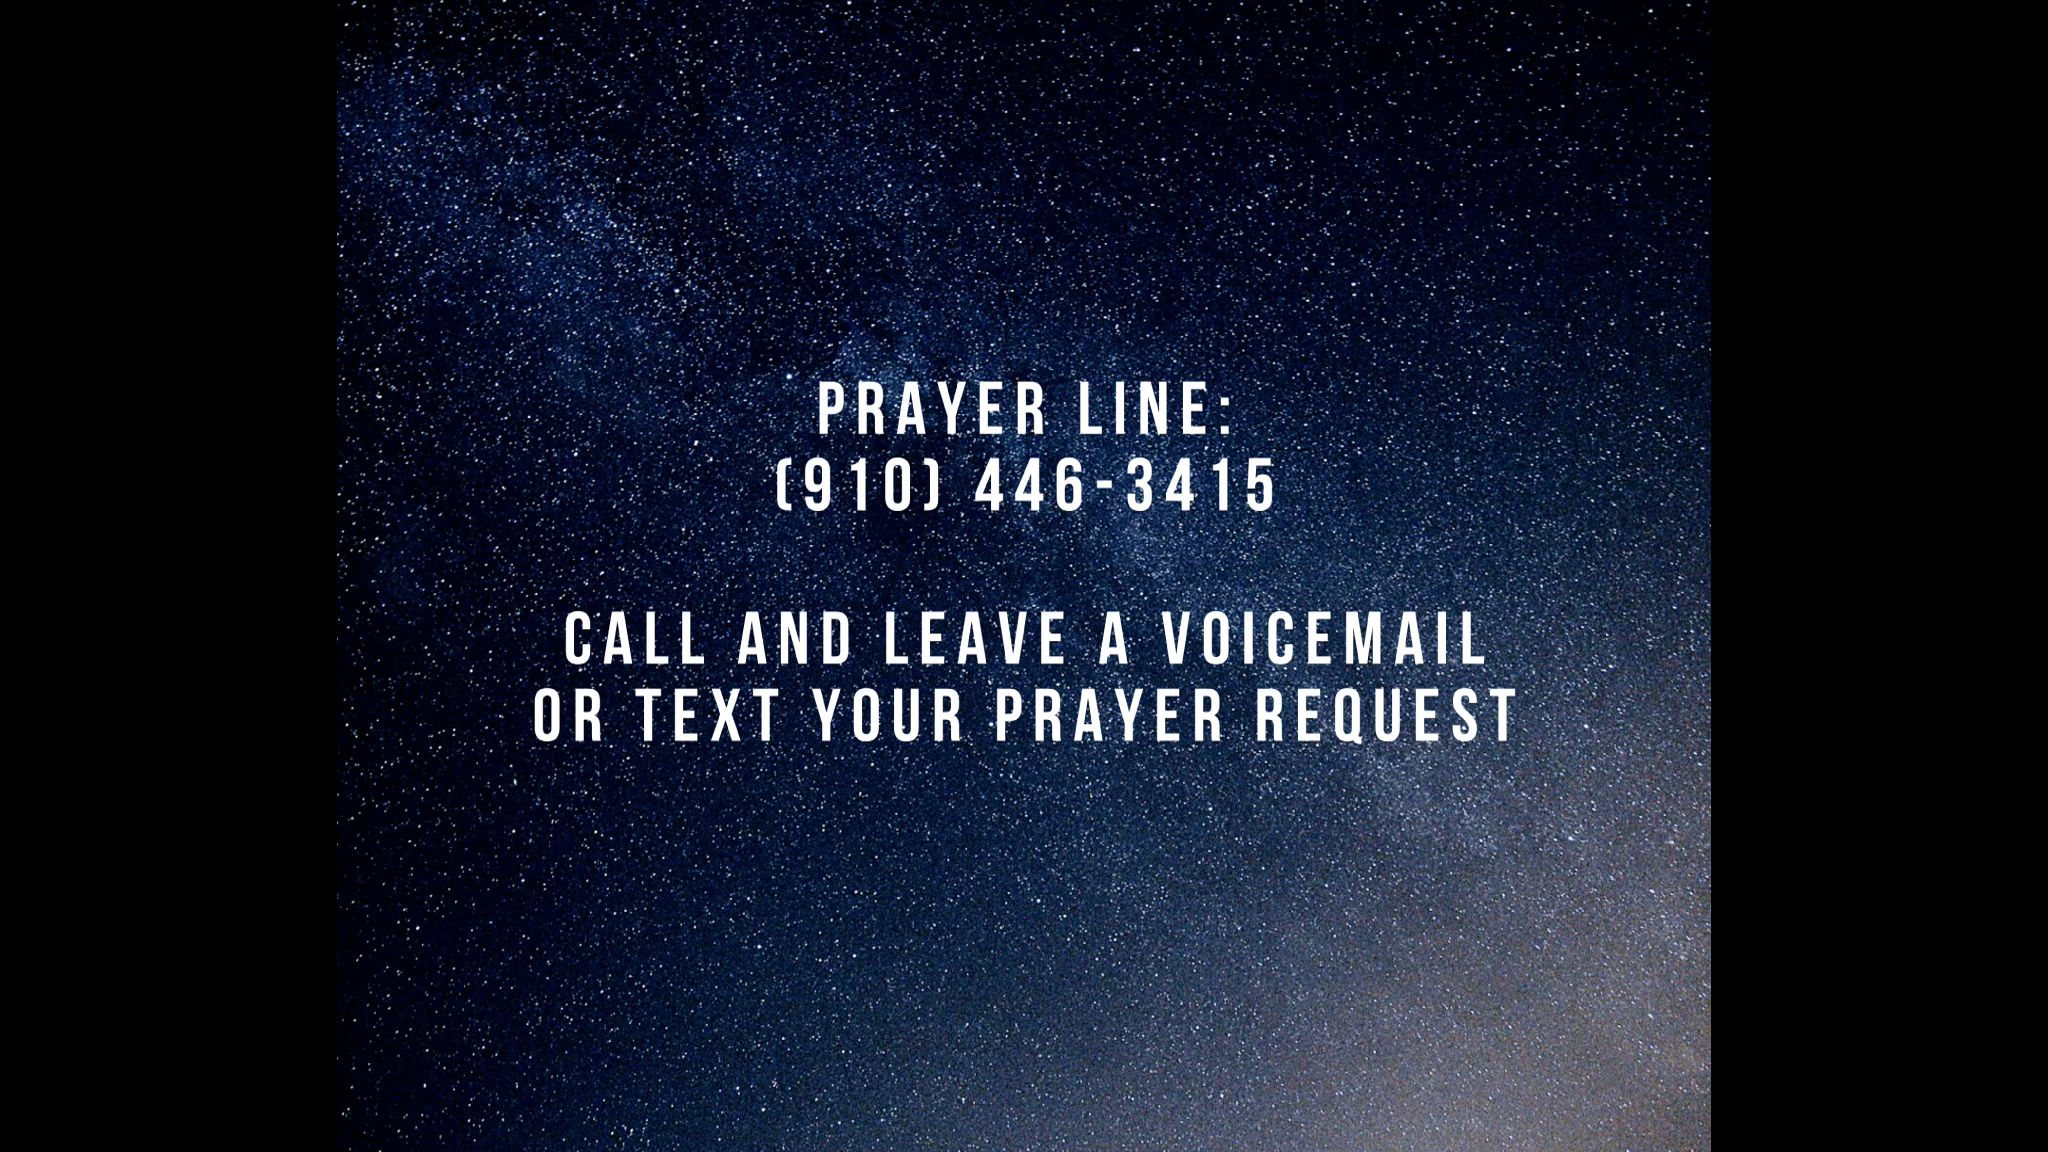 PRAYER LINE:
(910) 446-3415
CALL AND LEAVE A VOICEMAIL
OR TEXT YOUR PRAYER REQUEST